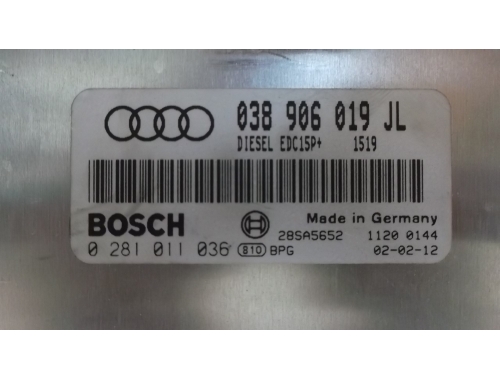 038 906 019 JL
DIESEL EDC15P+ 1519
BOSCH
Made in Germany
28SA5652 1120 0144
0 281 011 036 810 BPG 02-02-12